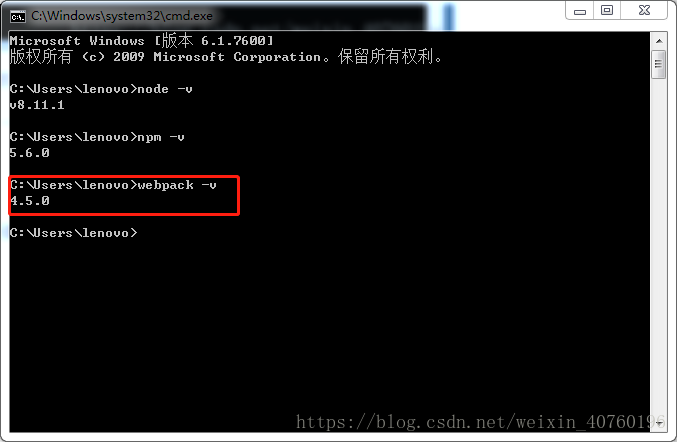 C:\Windows\system32\cmd.exe
Microsoft Windows [版本 6.1.7600]
版权所有 (c) 2009 Microsoft Corporation。保留所有权利。
C:\Users\lenovo>node -v
v8.11.1
C:\Users\lenovo>npm -v
5.6.0
C:\Users\lenovo>webpack -v
4.5.0
C:\Users\lenovo>
https://blog.csdn.net/weixin_40760196